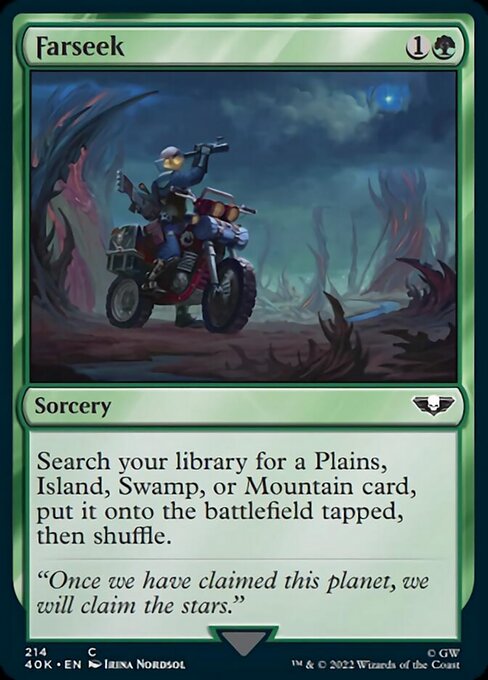 Farseek 1
Sorcery
Search your library for a Plains,
Island, Swamp, or Mountain card,
put it onto the battlefield tapped,
then shuffle.
“Once we have claimed this planet, we
will claim the stars.”
214 C © GW
40K • EN Irina Nordsol ™ & © 2022 Wizards of the Coast